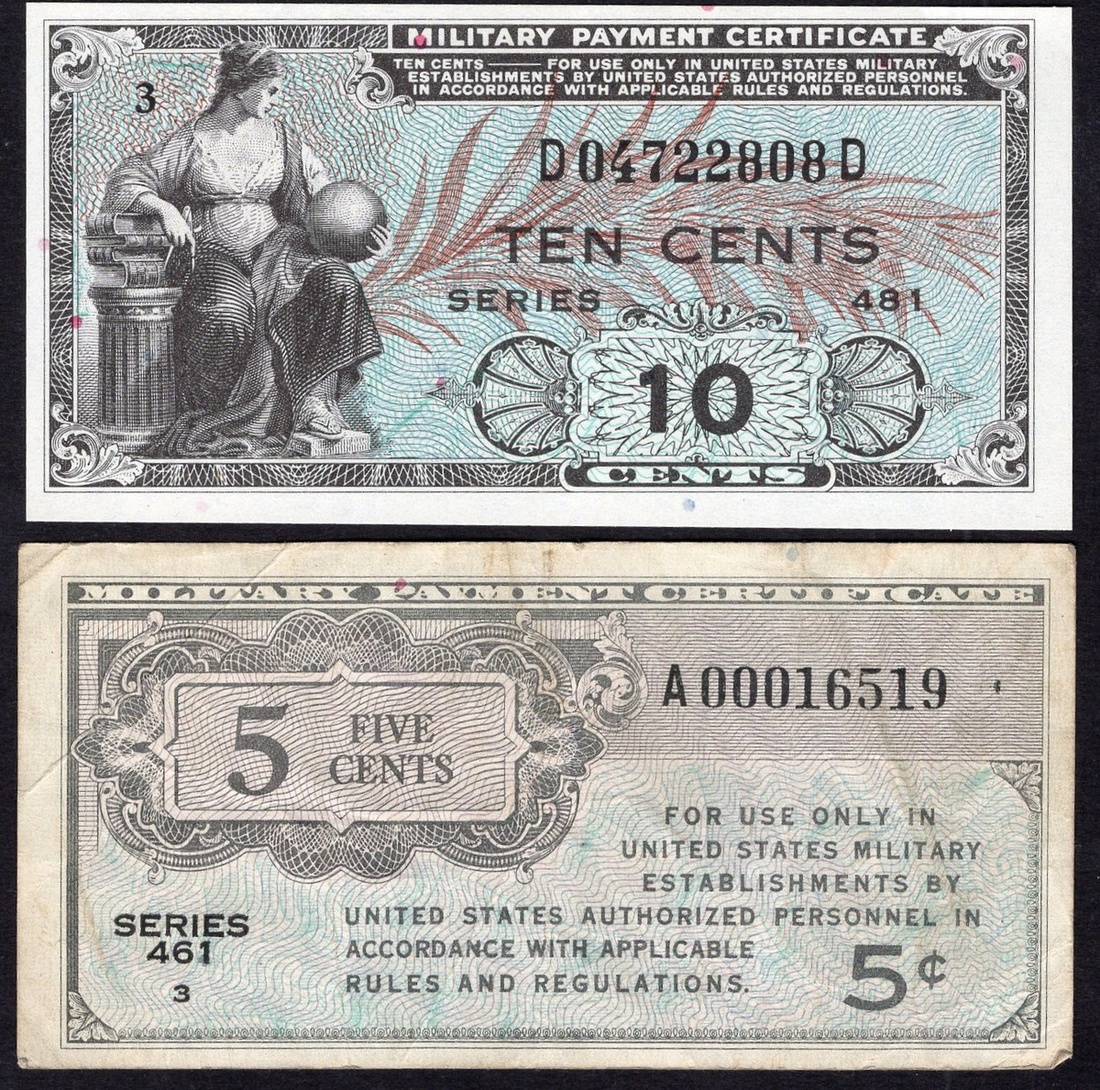 MILITARY PAYMENT CERTIFICATE
TEN CENTS —— FOR USE ONLY IN UNITED STATES MILITARY
ESTABLISHMENTS BY UNITED STATES AUTHORIZED PERSONNEL
IN ACCORDANCE WITH APPLICABLE RULES AND REGULATIONS.
3
D04722808D
TEN CENTS
SERIES 481
10
CENTS
MILITARY PAYMENT CERTIFICATE
A00016519
5 FIVE
CENTS
FOR USE ONLY IN
UNITED STATES MILITARY
ESTABLISHMENTS BY
UNITED STATES AUTHORIZED PERSONNEL IN
ACCORDANCE WITH APPLICABLE
RULES AND REGULATIONS.
SERIES
461
3
5¢